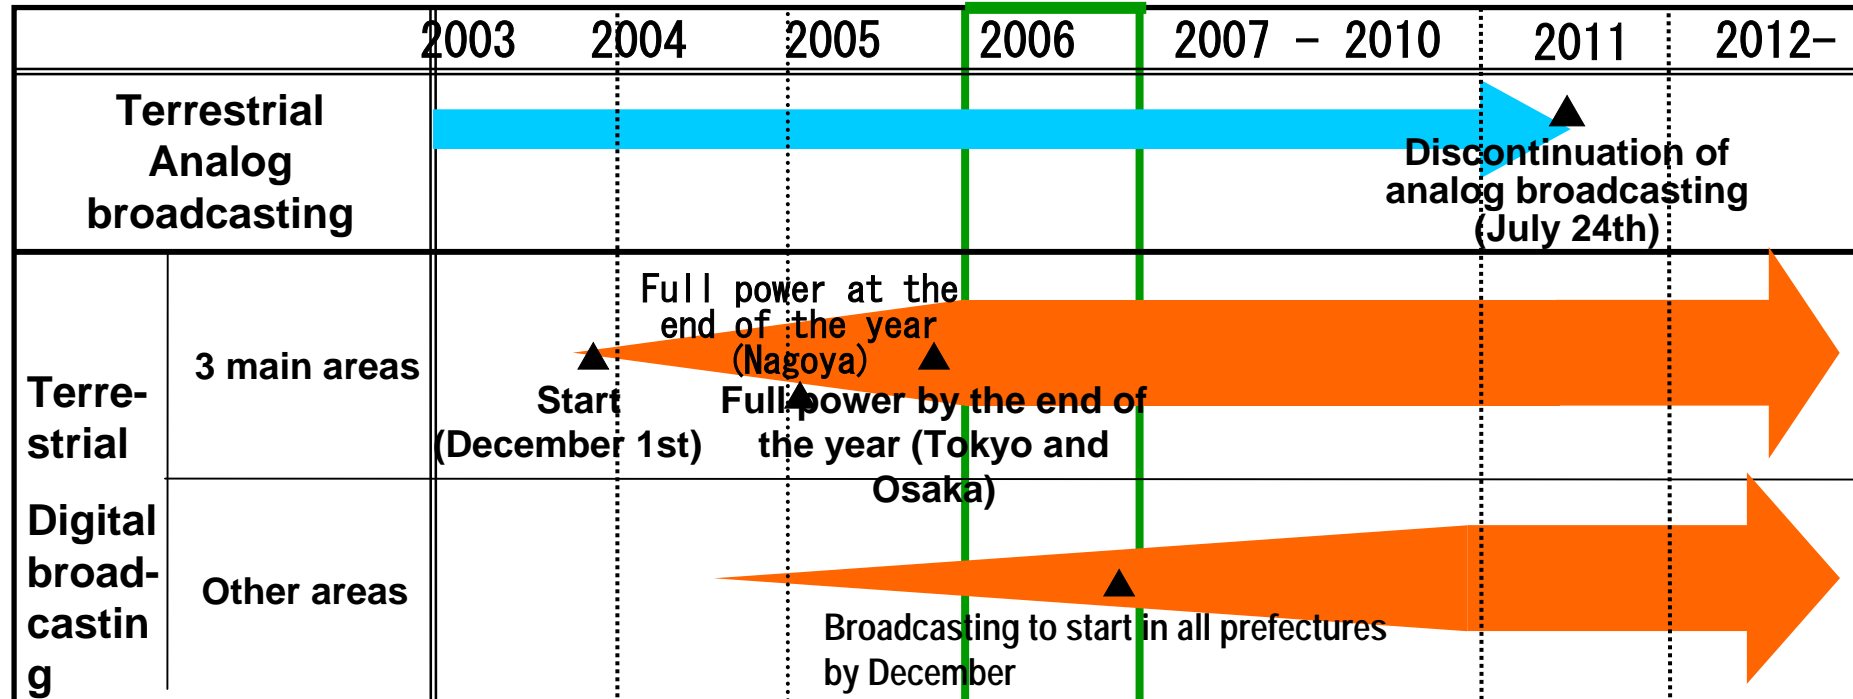 2003 2004 2005 2006 2007 - 2010 2011 2012-
Terrestrial
Analog
broadcasting
Discontinuation of
analog broadcasting
(July 24th)
Terre-
strial
Digital
broad-
castin
g
3 main areas
Full power at the
end of the year
(Nagoya)
Start
(December 1st)
Full power by the end of
the year (Tokyo and
Osaka)
Other areas
Broadcasting to start in all prefectures
by December